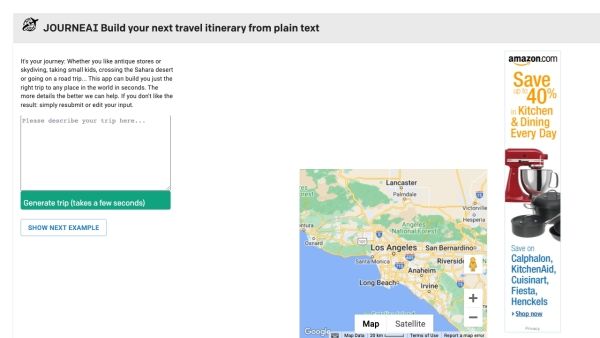 JOURNEAI Build your next travel itinerary from plain text
It's your journey: Whether you like antique stores or
skydiving, taking small kids, crossing the Sahara desert
or going on a road trip... This app can build you just the
right trip to any place in the world in seconds. The
more details the better we can help. If you don't like the
result: simply resubmit or edit your input.
Please describe your trip here...
Generate trip (takes a few seconds)
SHOW NEXT EXAMPLE
Lancaster
Palmdale
Victorville
Hesperia
Angeles
National Forest
Ventura
Oxnard
Los Angeles
San Bernardino
Santa Monica
Riverside
Anaheim
Long Beach
Irvine
Map
Satellite
Google
Map Data
20 km
Terms of Use
Report a map error
amazon.com
Save
up to
40%
in Kitchen
& Dining
Every Day
Save on
Calphalon,
KitchenAid,
Cuisinart,
Fiesta,
Henckels
Shop now
Privacy